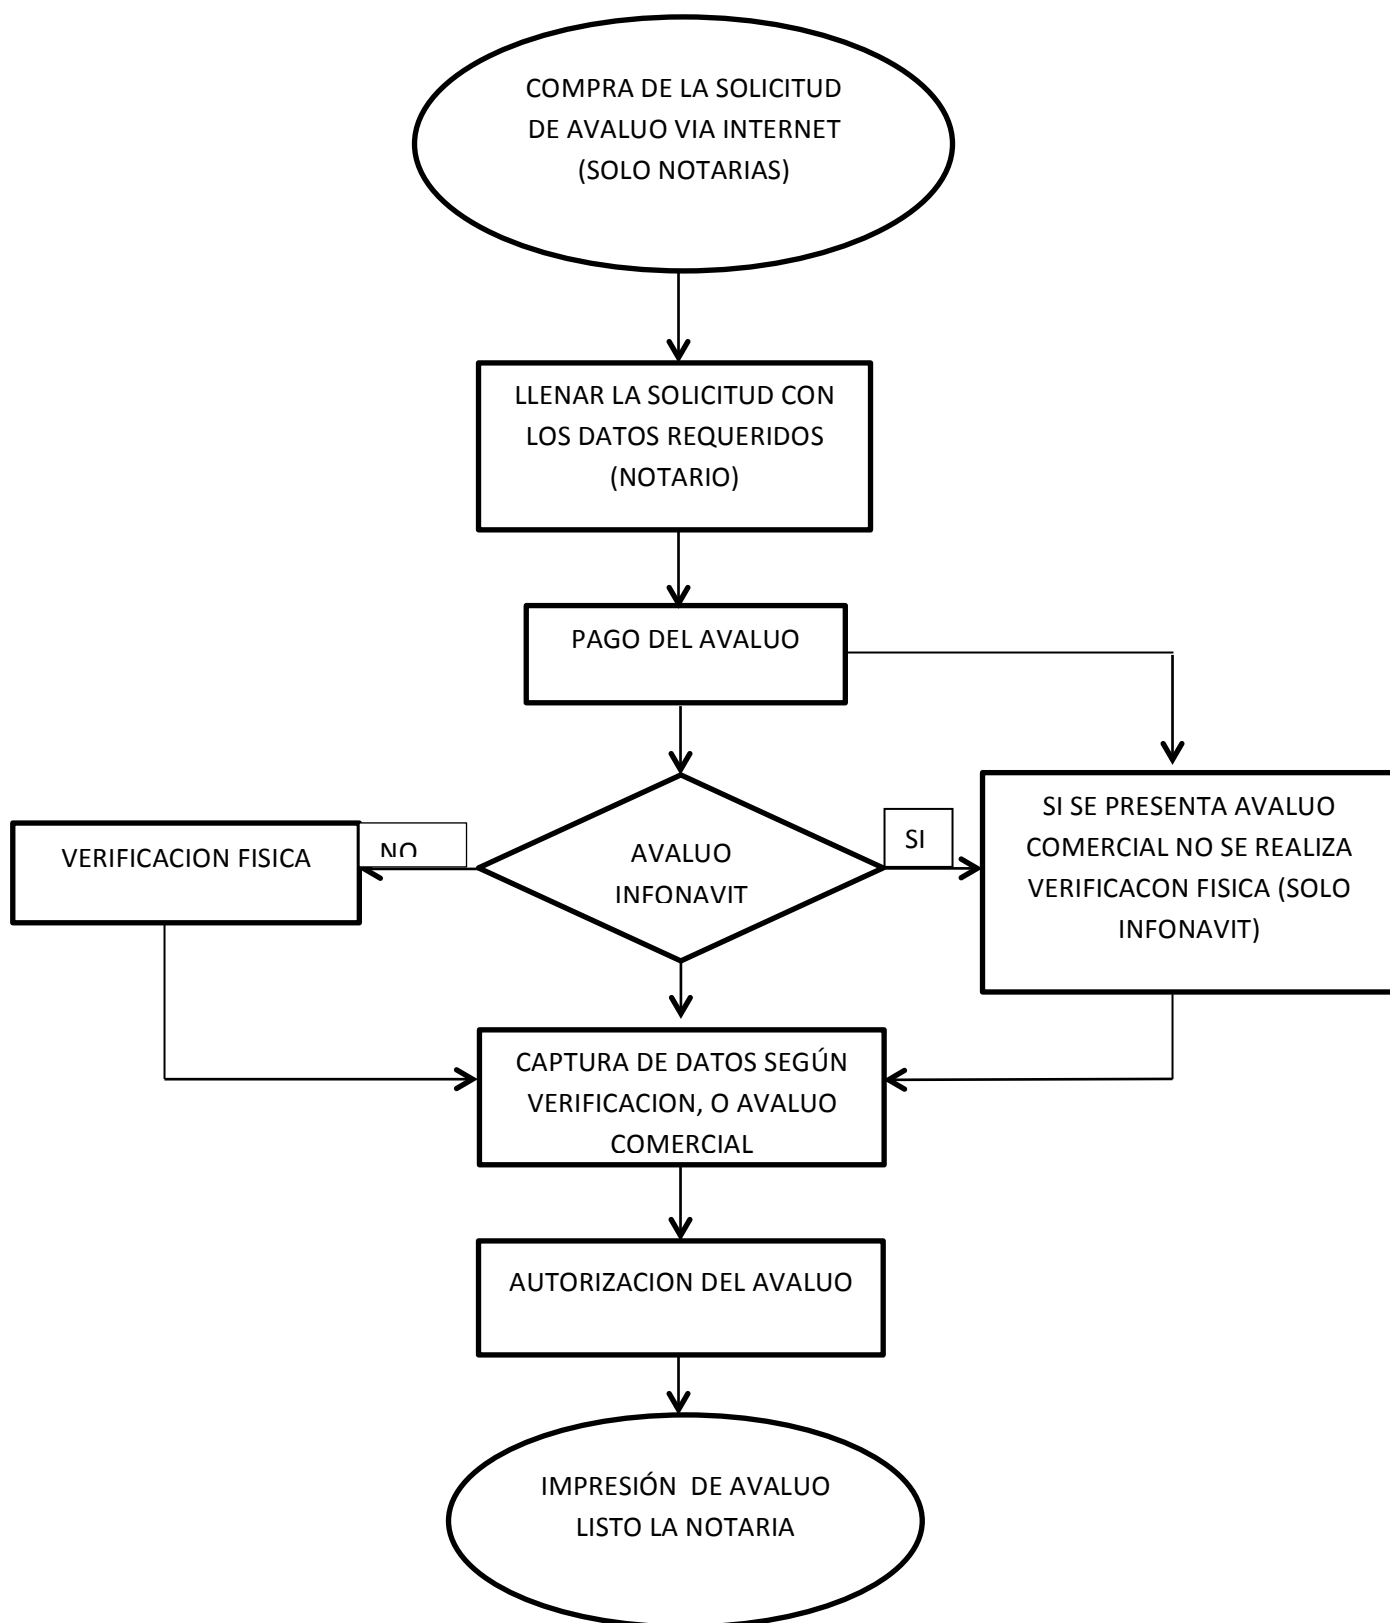 COMPRA DE LA SOLICITUD
DE AVALUO VIA INTERNET
(SOLO NOTARIAS)
LLENAR LA SOLICITUD CON
LOS DATOS REQUERIDOS
(NOTARIO)
PAGO DEL AVALUO
SI SE PRESENTA AVALUO
COMERCIAL NO SE REALIZA
VERIFICACON FISICA (SOLO
INFONAVIT)
SI
AVALUO
INFONAVIT
NO
VERIFICACION FISICA
CAPTURA DE DATOS SEGÚN
VERIFICACION, O AVALUO
COMERCIAL
AUTORIZACION DEL AVALUO
IMPRESIÓN  DE AVALUO
LISTO LA NOTARIA